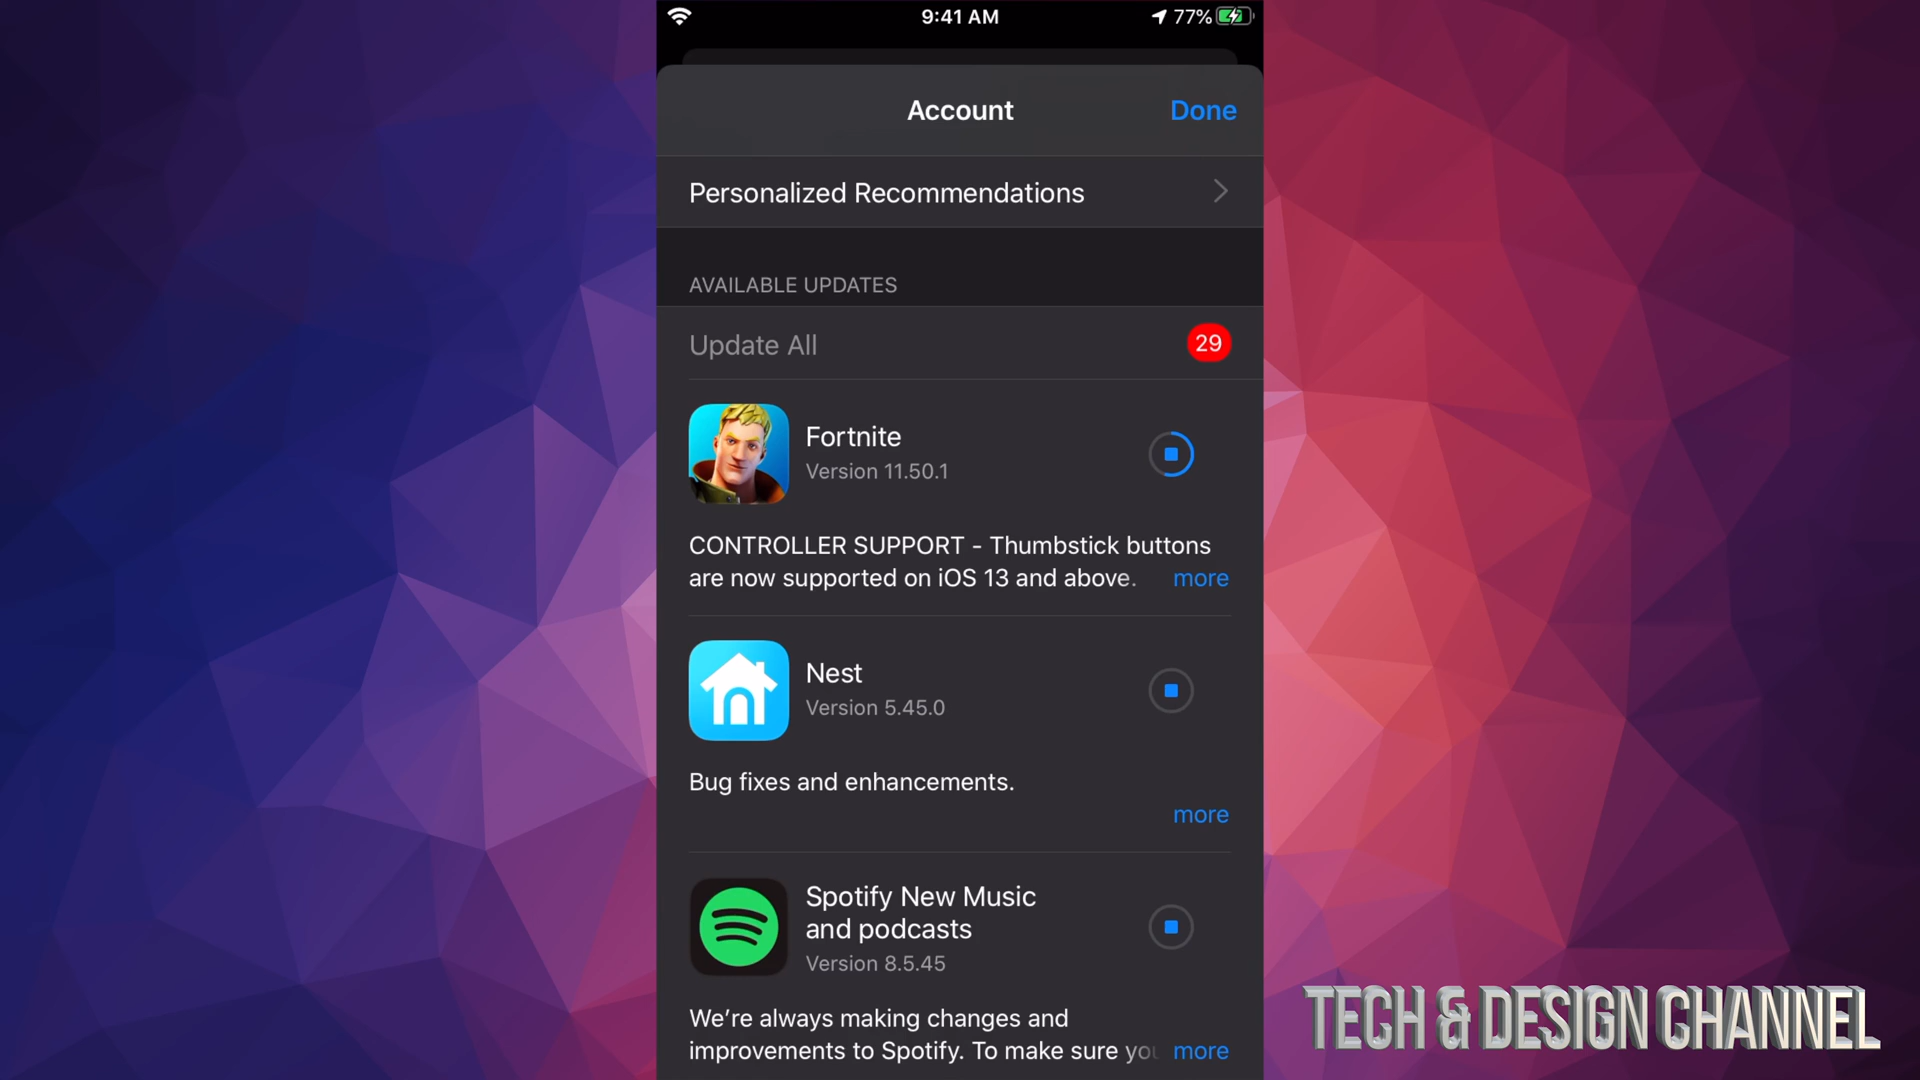 9:41 AM
77%
Account
Done
Personalized Recommendations
AVAILABLE UPDATES
Update All
29
Fortnite
Version 11.50.1
CONTROLLER SUPPORT - Thumbstick buttons
are now supported on iOS 13 and above. more
Nest
Version 5.45.0
Bug fixes and enhancements.
more
Spotify New Music
and podcasts
Version 8.5.45
We’re always making changes and
improvements to Spotify. To make sure you more
TECH & DESIGN CHANNEL